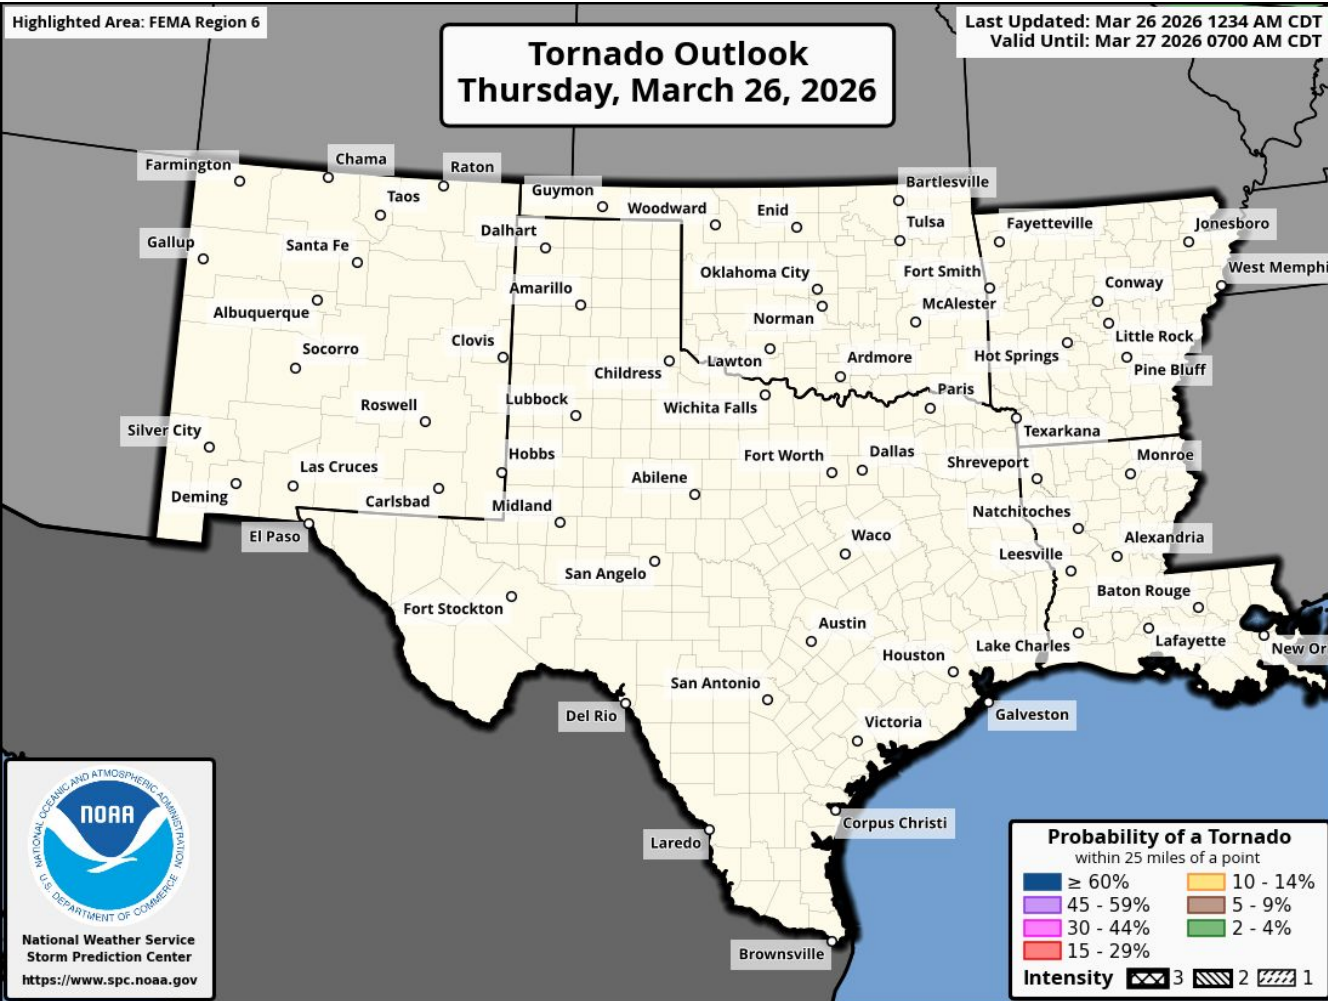 Highlighted Area: FEMA Region 6
Last Updated: Mar 26 2026 1234 AM CDT
Valid Until: Mar 27 2026 0700 AM CDT
Tornado Outlook
Thursday, March 26, 2026
Farmington
Chama
Raton
Taos
Guymon
Woodward
Enid
Bartlesville
Tulsa
Fayetteville
Jonesboro
Gallup
Santa Fe
Dalhart
Oklahoma City
Fort Smith
West Memphi
Albuquerque
Amarillo
Norman
McAlester
Conway
Socorro
Clovis
Childress
Lawton
Ardmore
Hot Springs
Little Rock
Pine Bluff
Roswell
Lubbock
Wichita Falls
Paris
Texarkana
Silver City
Las Cruces
Hobbs
Abilene
Fort Worth
Dallas
Shreveport
Monroe
Deming
Carlsbad
Midland
Natchitoches
El Paso
San Angelo
Waco
Leesville
Alexandria
Fort Stockton
Austin
Baton Rouge
Houston
Lake Charles
Lafayette
New Or
San Antonio
Del Rio
Victoria
Galveston
Laredo
Corpus Christi
Brownsville
NATIONAL OCEANIC AND ATMOSPHERIC ADMINISTRATION
NOAA
U.S. DEPARTMENT OF COMMERCE
National Weather Service
Storm Prediction Center
https://www.spc.noaa.gov
Probability of a Tornado
within 25 miles of a point
≥ 60% 10 - 14%
45 - 59% 5 - 9%
30 - 44% 2 - 4%
15 - 29%
Intensity 3 2 1